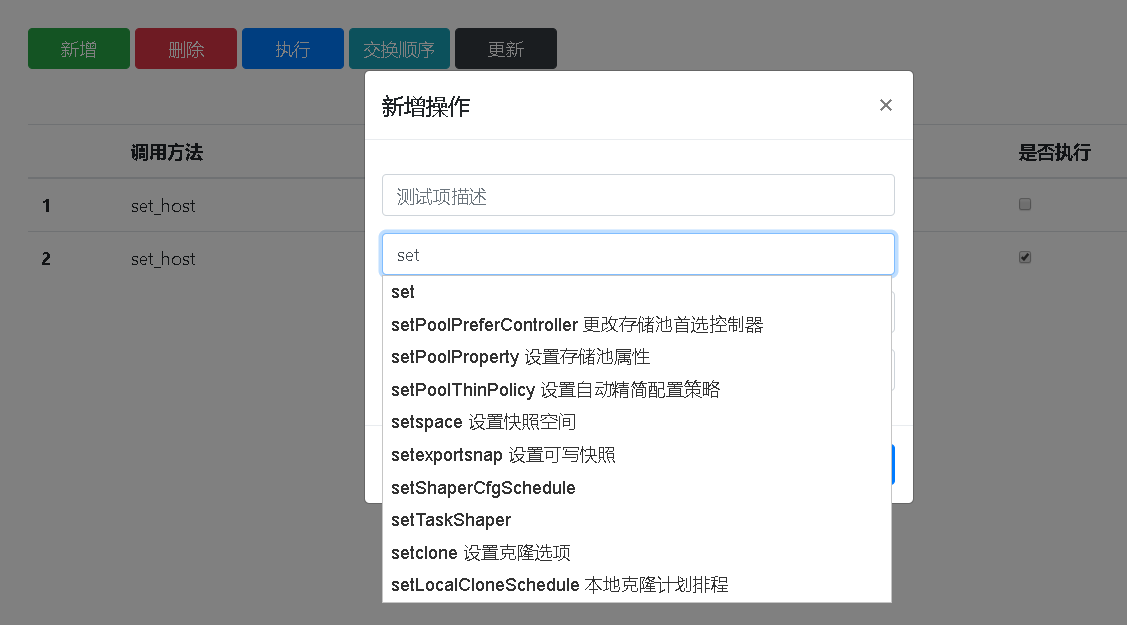 新增 删除 执行 交换顺序 更新
新增操作 ×
调用方法 是否执行
测试项描述
1 set_host
set
2 set_host
set
setPoolPreferController 更改存储池首选控制器
setPoolProperty 设置存储池属性
setPoolThinPolicy 设置自动精简配置策略
setspace 设置快照空间
setexportsnap 设置可写快照
setShaperCfgSchedule
setTaskShaper
setclone 设置克隆选项
setLocalCloneSchedule 本地克隆计划排程